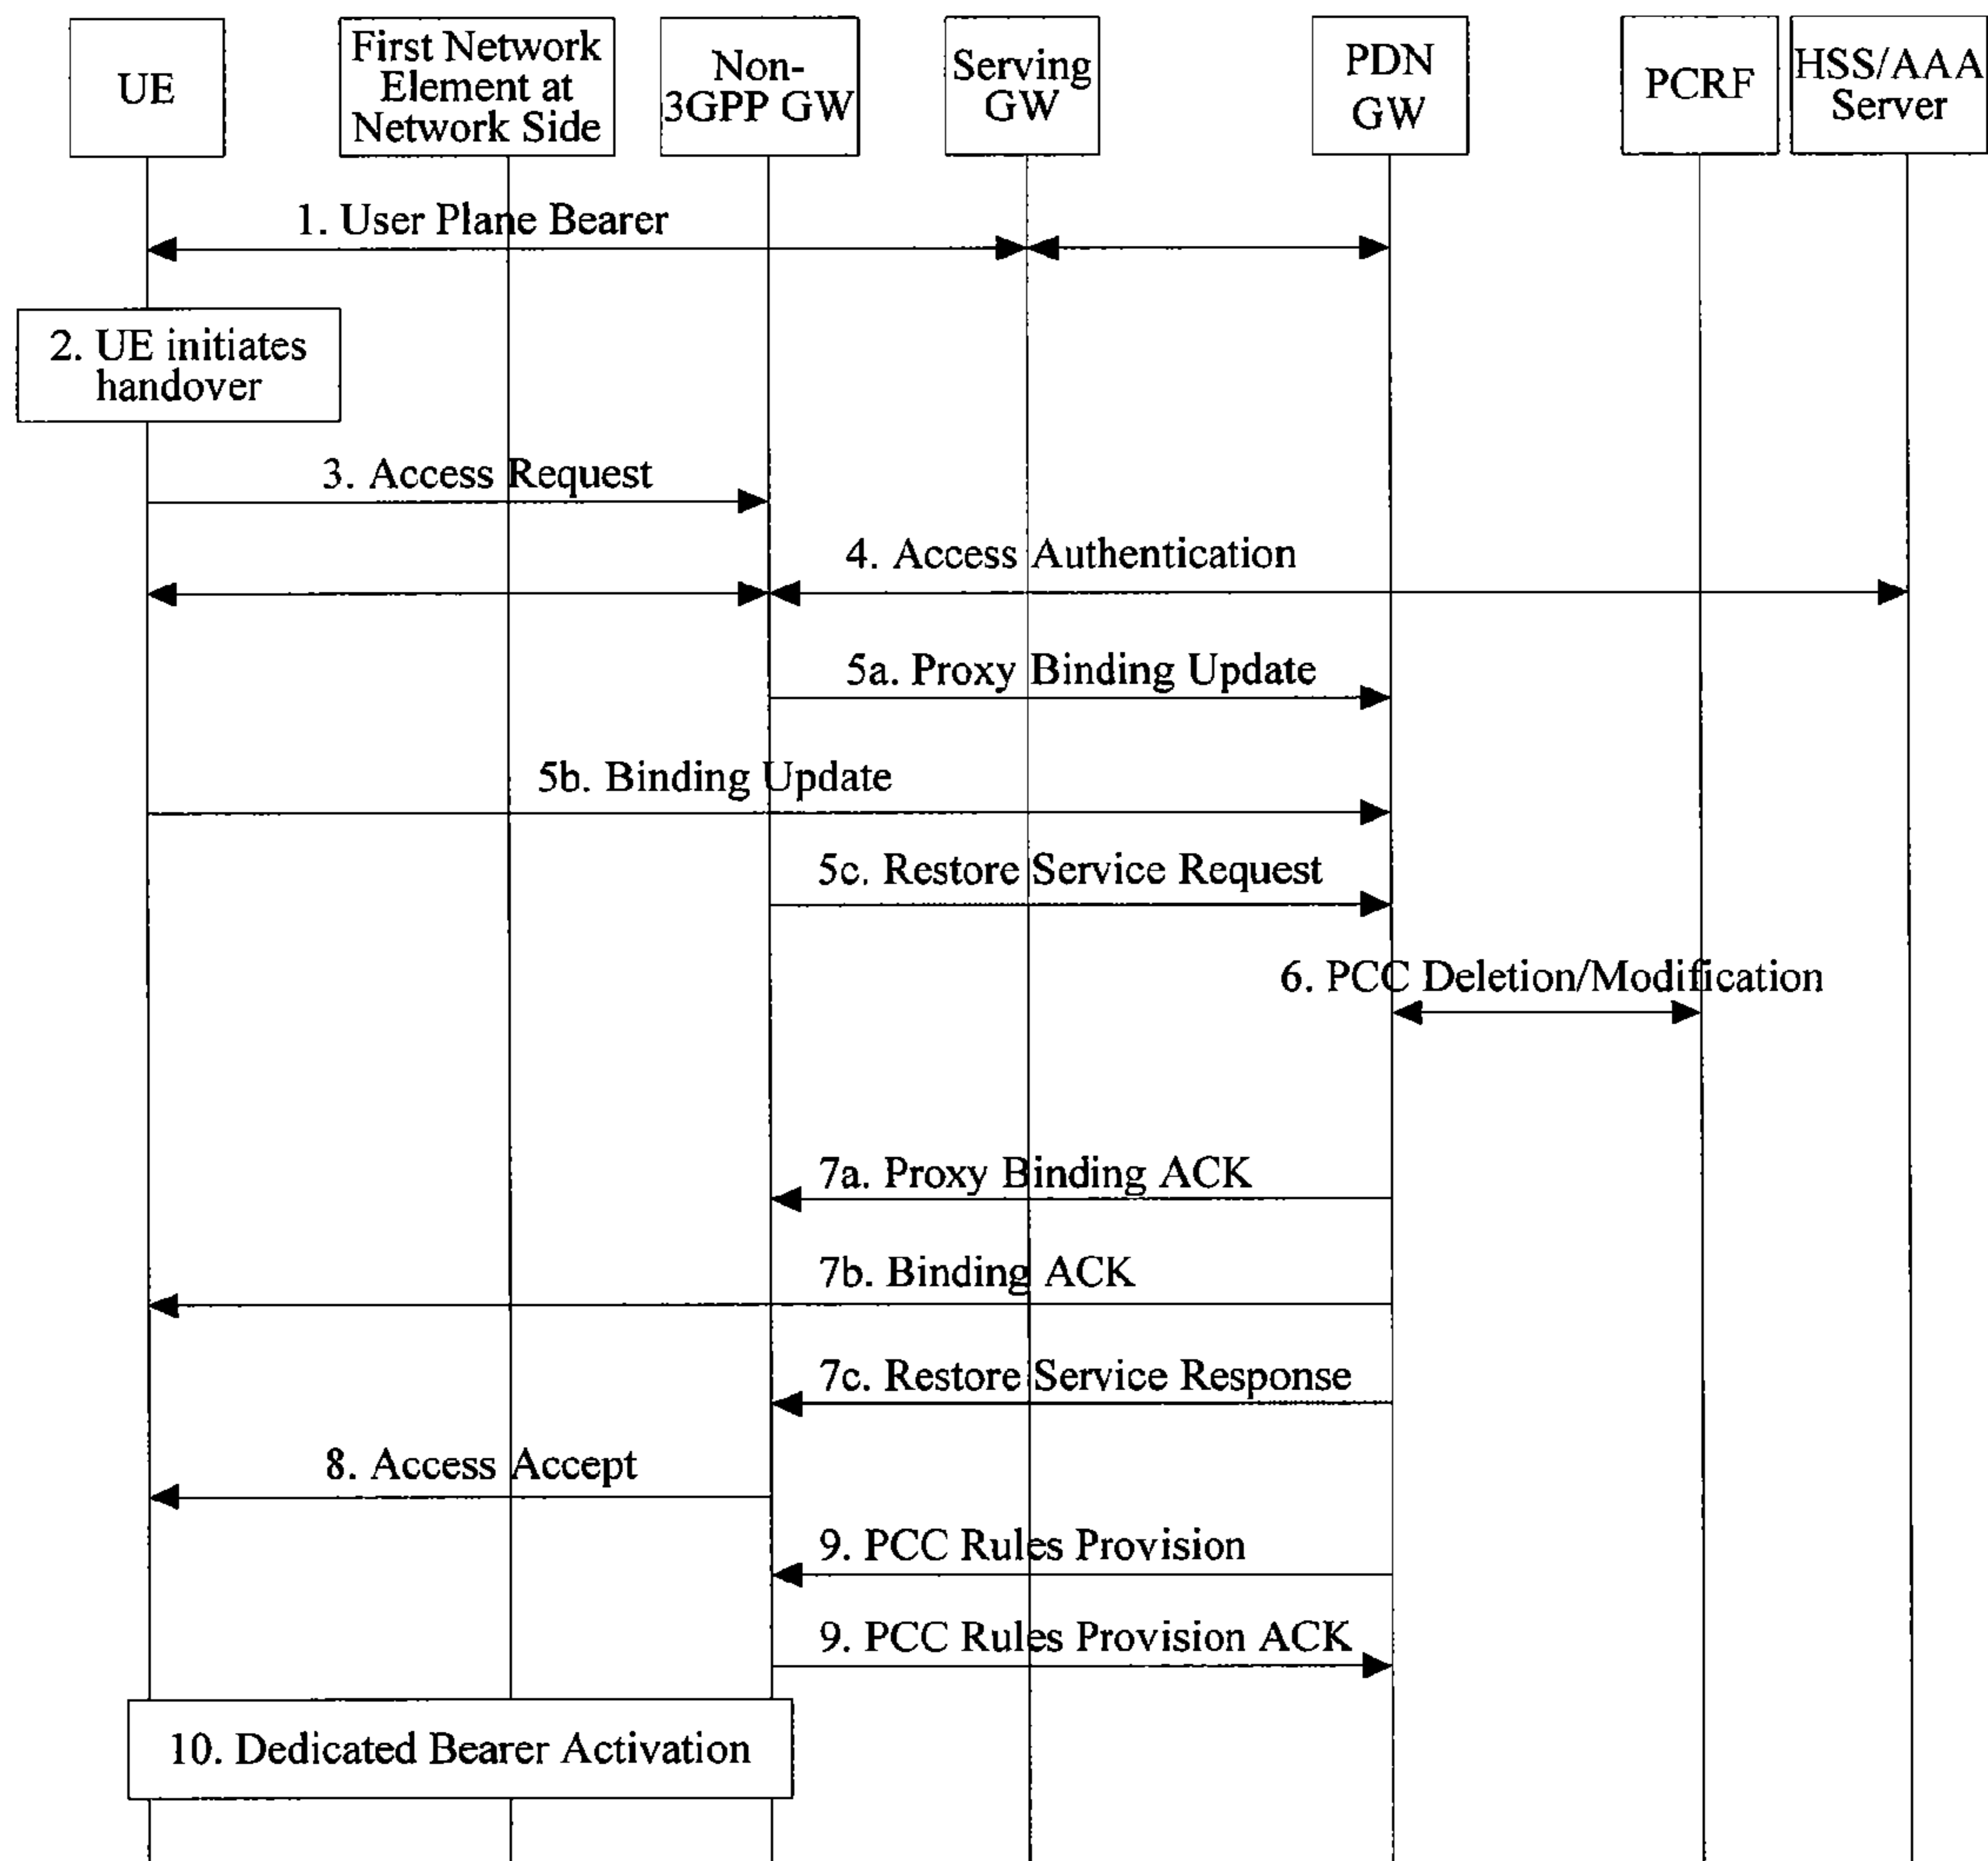 UE
First Network
Element at
Network Side
Non-
3GPP GW
Serving
GW
PDN
GW
PCRF
HSS/AAA
Server
1. User Plane Bearer
2. UE initiates
handover
3. Access Request
4. Access Authentication
5a. Proxy Binding Update
5b. Binding Update
5c. Restore Service Request
6. PCC Deletion/Modification
7a. Proxy Binding ACK
7b. Binding ACK
7c. Restore Service Response
8. Access Accept
9. PCC Rules Provision
9. PCC Rules Provision ACK
10. Dedicated Bearer Activation